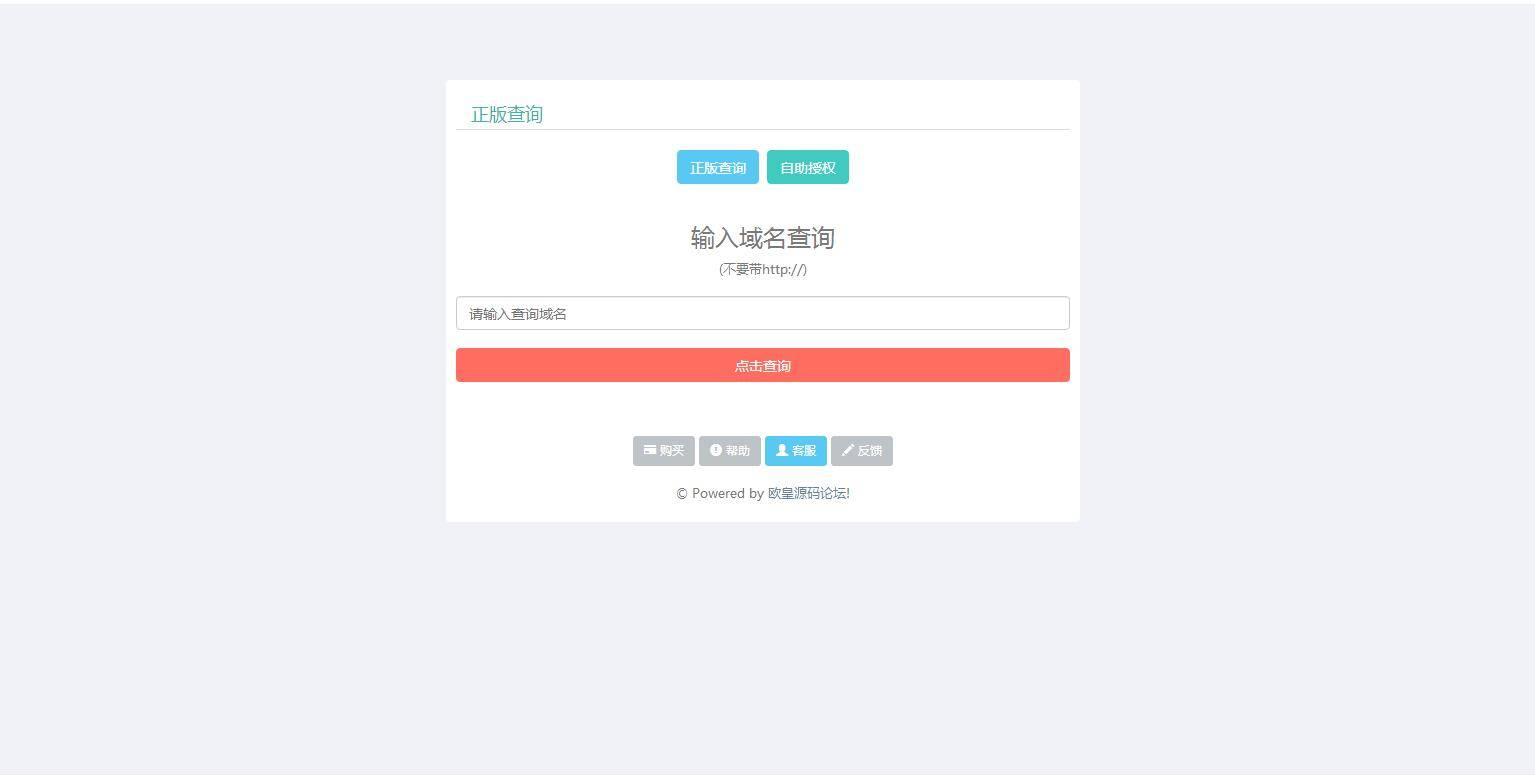 正版查询
正版查询 自助授权
输入域名查询
(不要带http://)
请输入查询域名
点击查询
购买 帮助 客服 反馈
© Powered by 欧皇源码论坛!